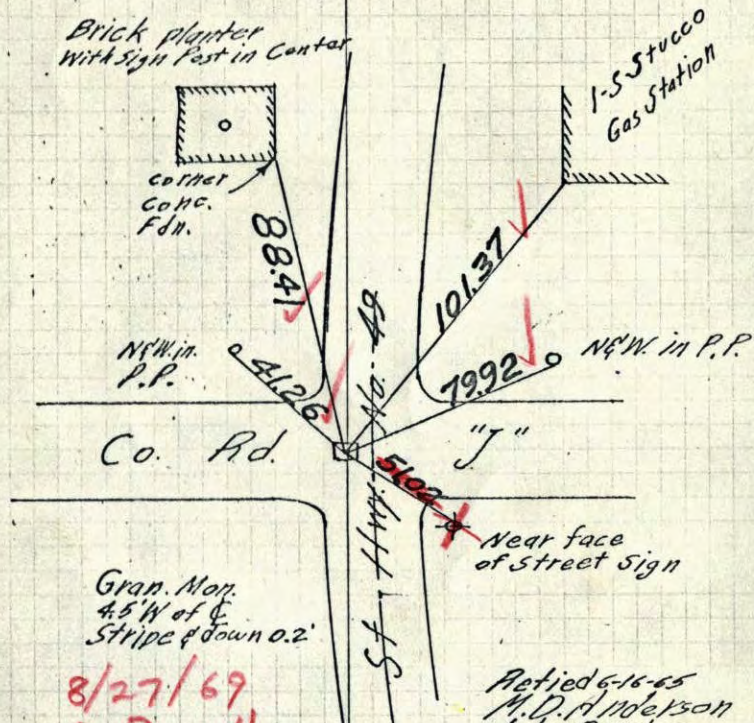 Brick planter
With Sign Post in Center
1-S-Stucco
Gas Station
corner
conc.
Fdn.
88.41
101.37
N&W. in
P.P.
41.26
79.92
N&W. in P.P.
St. Hwy. No. 49
Co. Rd. "J"
51.02
Near face
of Street Sign
Gran. Mon.
4.5' W of ℄
Stripe & down 0.2'
8/27/69
Retied 6-16-65
M.D. Anderson